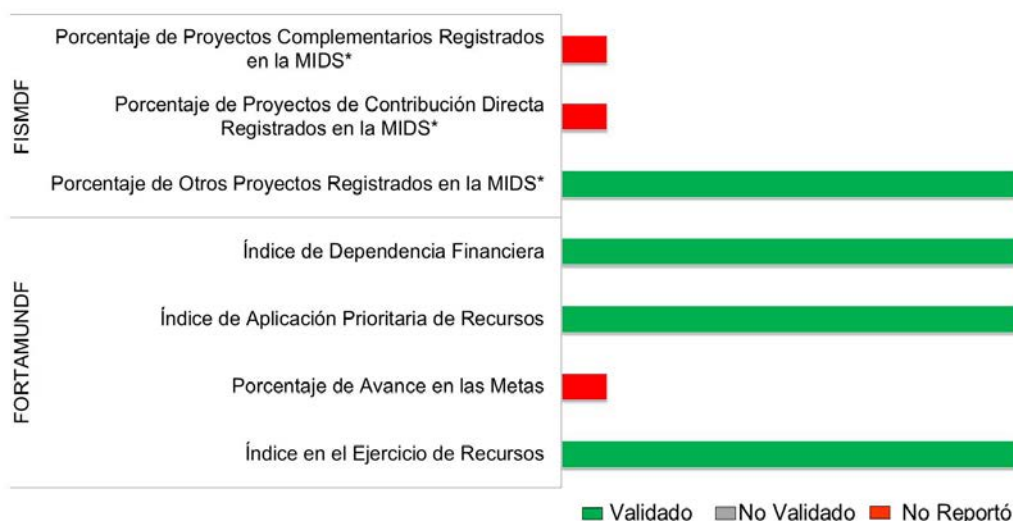 FISMDF
Porcentaje de Proyectos Complementarios Registrados
en la MIDS*
Porcentaje de Proyectos de Contribución Directa
Registrados en la MIDS*
Porcentaje de Otros Proyectos Registrados en la MIDS*
FORTAMUNDF
Índice de Dependencia Financiera
Índice de Aplicación Prioritaria de Recursos
Porcentaje de Avance en las Metas
Índice en el Ejercicio de Recursos
Validado No Validado No Reportó